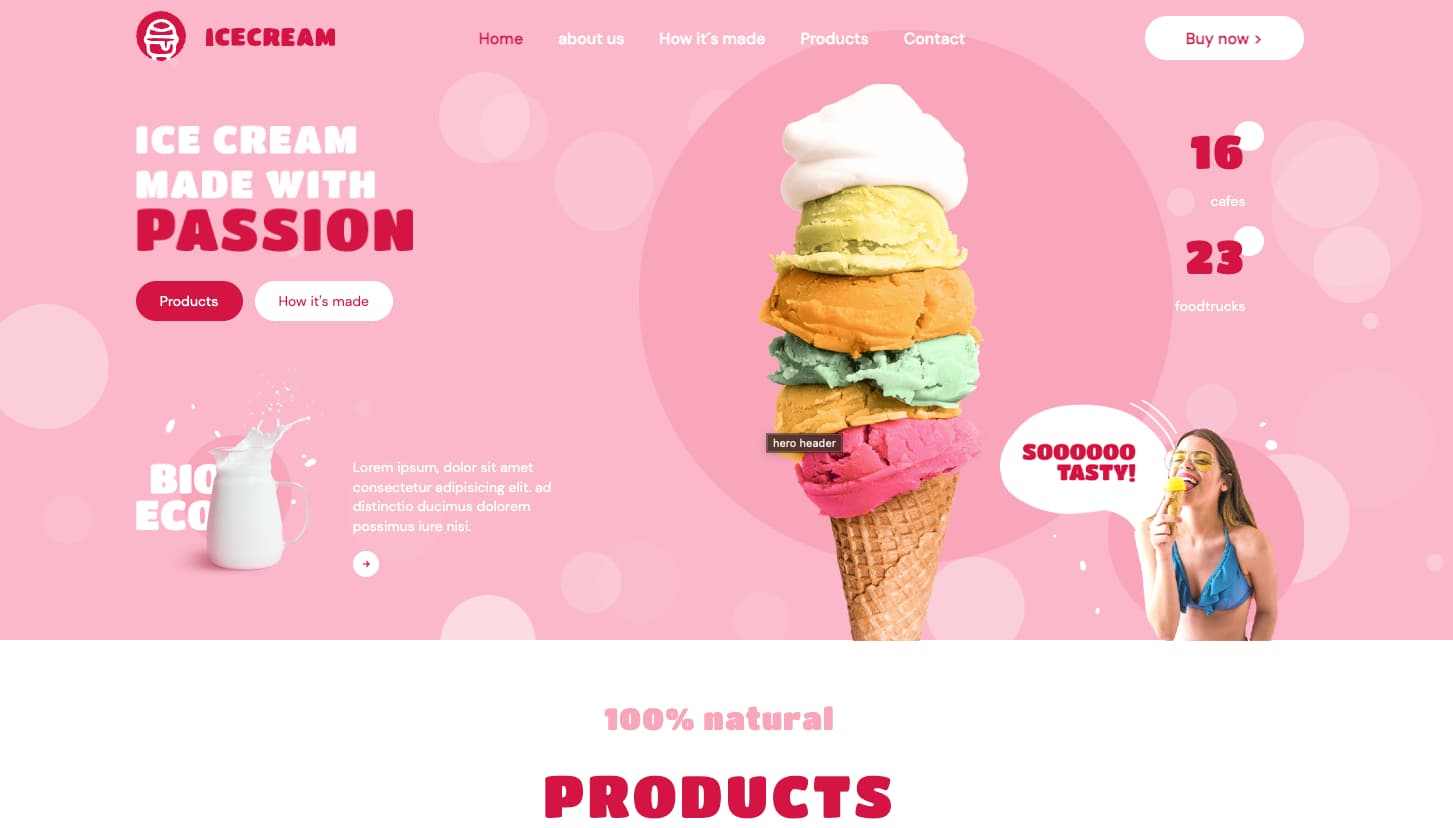 ICECREAM
Home
about us
How it's made
Products
Contact
Buy now >
ICE CREAM
MADE WITH
PASSION
Products
How it's made
16
cafes
23
foodtrucks
BIO
ECO
Lorem ipsum, dolor sit amet
consectetur adipisicing elit. ad
distinctio ducimus dolorem
possimus iure nisi.
hero header
SOOOOOO
TASTY!
100% natural
PRODUCTS